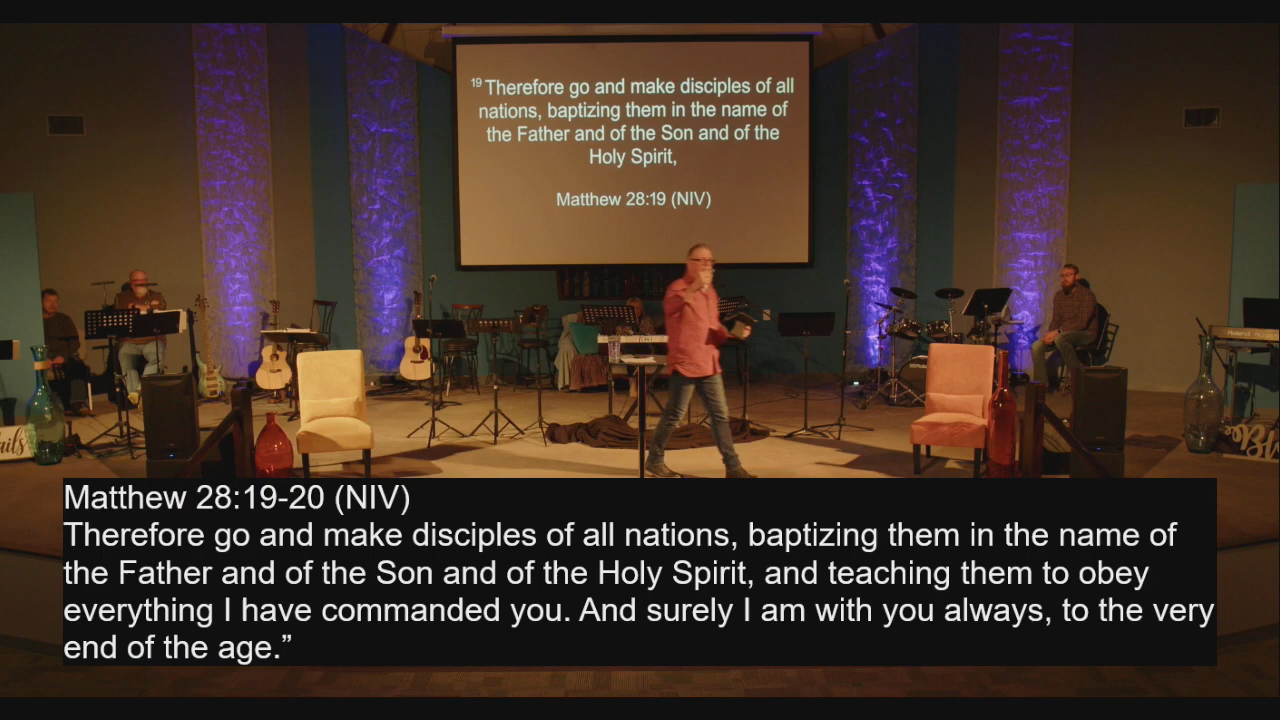 19 Therefore go and make disciples of all
nations, baptizing them in the name of
the Father and of the Son and of the
Holy Spirit,
Matthew 28:19 (NIV)
Matthew 28:19-20 (NIV)
Therefore go and make disciples of all nations, baptizing them in the name of
the Father and of the Son and of the Holy Spirit, and teaching them to obey
everything I have commanded you. And surely I am with you always, to the very
end of the age.”